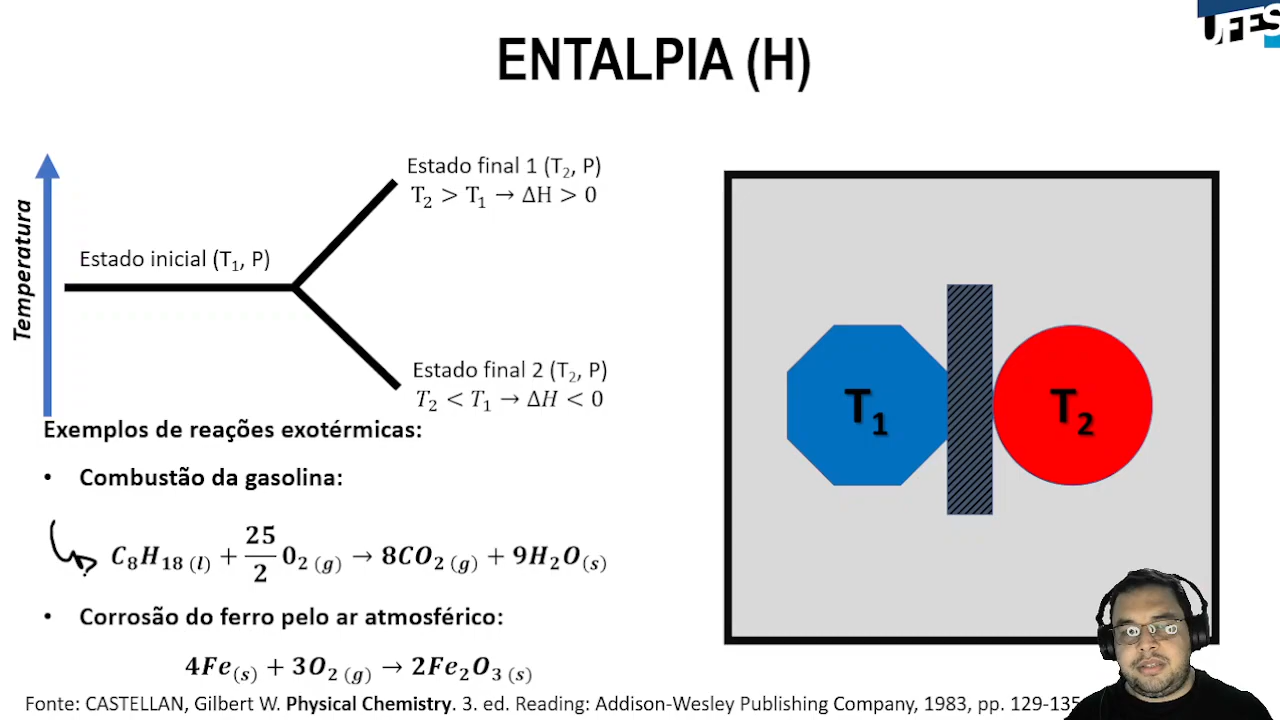 UFES
ENTALPIA (H)
Temperatura
Estado inicial (T₁, P)
Estado final 1 (T₂, P)
T₂ > T₁ → ΔH > 0
Estado final 2 (T₂, P)
T₂ < T₁ → ΔH < 0
T₁
T₂
Exemplos de reações exotérmicas:
• Combustão da gasolina:
C₈H₁₈ (l) + 25/2 0₂ (g) → 8CO₂ (g) + 9H₂O(s)
• Corrosão do ferro pelo ar atmosférico:
4Fe(s) + 3O₂ (g) → 2Fe₂O₃ (s)
Fonte: CASTELLAN, Gilbert W. Physical Chemistry. 3. ed. Reading: Addison-Wesley Publishing Company, 1983, pp. 129-135